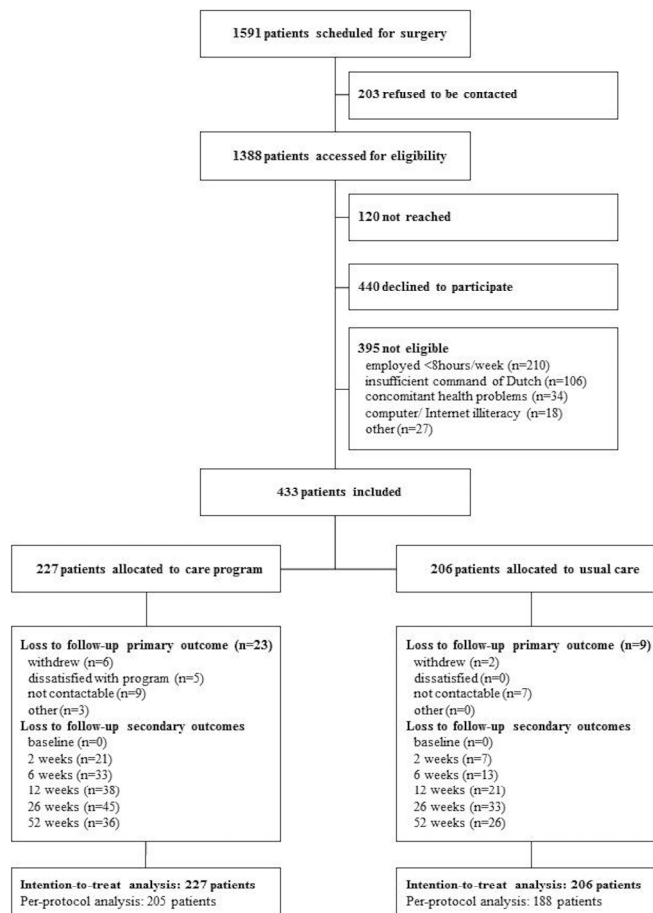 1591 patients scheduled for surgery
203 refused to be contacted
1388 patients accessed for eligibility
120 not reached
440 declined to participate
395 not eligible
employed <8hours/week (n=210)
insufficient command of Dutch (n=106)
concomitant health problems (n=34)
computer/ Internet illiteracy (n=18)
other (n=27)
433 patients included
227 patients allocated to care program
206 patients allocated to usual care
Loss to follow-up primary outcome (n=23)
withdrew (n=6)
dissatisfied with program (n=5)
not contactable (n=9)
other (n=3)
Loss to follow-up secondary outcomes
baseline (n=0)
2 weeks (n=21)
6 weeks (n=33)
12 weeks (n=38)
26 weeks (n=45)
52 weeks (n=36)
Loss to follow-up primary outcome (n=9)
withdrew (n=2)
dissatisfied (n=0)
not contactable (n=7)
other (n=0)
Loss to follow-up secondary outcomes
baseline (n=0)
2 weeks (n=7)
6 weeks (n=13)
12 weeks (n=21)
26 weeks (n=33)
52 weeks (n=26)
Intention-to-treat analysis: 227 patients
Per-protocol analysis: 205 patients
Intention-to-treat analysis: 206 patients
Per-protocol analysis: 188 patients